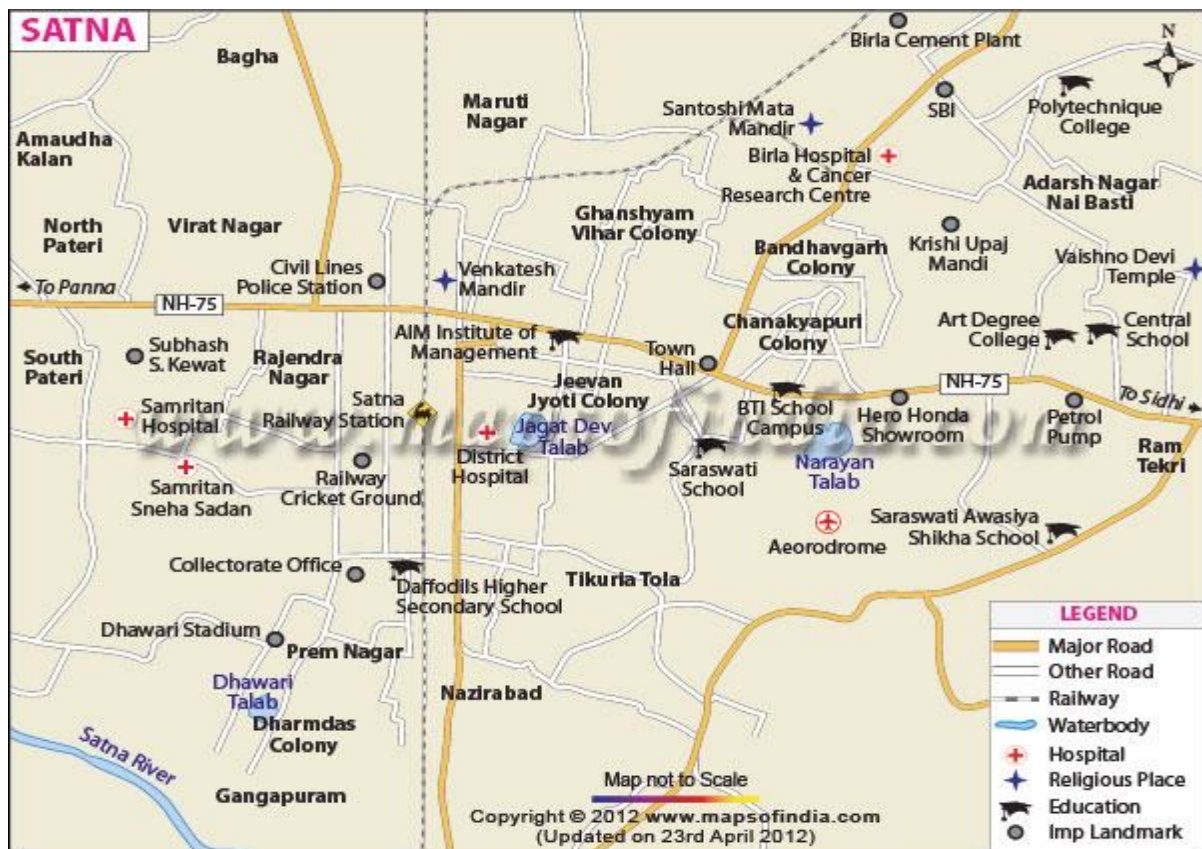 SATNA
Bagha
Birla Cement Plant
N
Maruti
Nagar
SBI
Polytechnique
College
Santoshi Mata
Mandir
Amaudha
Kalan
Birla Hospital
& Cancer
Research Centre
Adarsh Nagar
Nai Basti
North
Pateri
Virat Nagar
Ghanshyam
Vihar Colony
Bandhavgarh
Colony
Krishi Upaj
Mandi
Vaishno Devi
Temple
Civil Lines
Police Station
Venkatesh
Mandir
To Panna
NH-75
AIM Institute of
Management
Chanakyapuri
Colony
Art Degree
College
Central
School
South
Pateri
Subhash
S. Kewat
Rajendra
Nagar
Town
Hall
Jeevan
Jyoti Colony
NH-75
To Sidhi
Samritan
Hospital
Satna
Railway Station
www.mapsofindia.com
Jagat Dev
Talab
BTI School
Campus
Hero Honda
Showroom
Petrol
Pump
District
Hospital
Saraswati
School
Narayan
Talab
Ram
Tekri
Samritan
Sneha Sadan
Railway
Cricket Ground
Aeorodrome
Saraswati Awasiya
Shikha School
Collectorate Office
Daffodils Higher
Secondary School
Tikuria Tola
Dhawari Stadium
Prem Nagar
Dhawari
Talab
Nazirabad
Dharmdas
Colony
Satna River
Gangapuram
LEGEND
Major Road
Other Road
Railway
Waterbody
Hospital
Religious Place
Education
Imp Landmark
Map not to Scale
Copyright © 2012 www.mapsofindia.com
(Updated on 23rd April 2012)